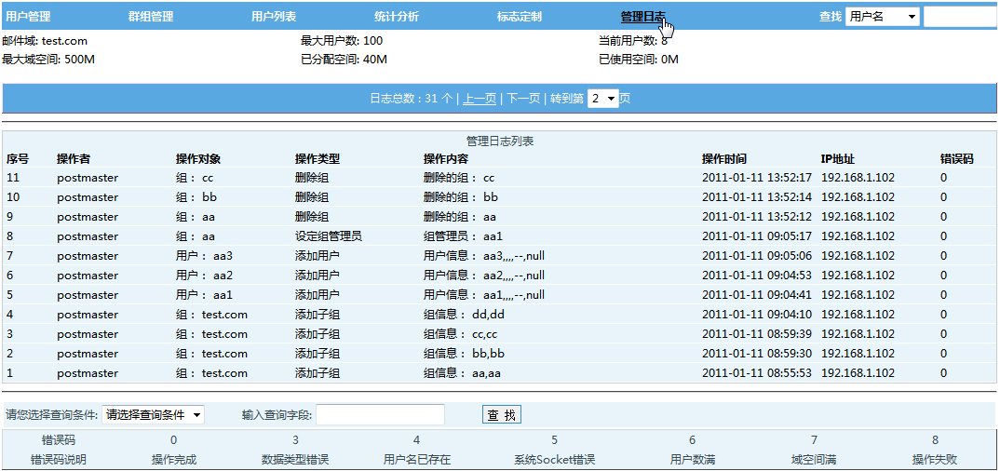 用户管理 群组管理 用户列表 统计分析 标志定制 管理日志 查找 用户名
邮件域: test.com 最大用户数: 100 当前用户数: 8
最大域空间: 500M 已分配空间: 40M 已使用空间: 0M
日志总数 : 31 个 | 上一页 | 下一页 | 转到第 2 页
管理日志列表
序号 操作者 操作对象 操作类型 操作内容 操作时间 IP地址 错误码
11 postmaster 组： cc 删除组 删除的组： cc 2011-01-11 13:52:17 192.168.1.102 0
10 postmaster 组： bb 删除组 删除的组： bb 2011-01-11 13:52:14 192.168.1.102 0
9 postmaster 组： aa 删除组 删除的组： aa 2011-01-11 13:52:12 192.168.1.102 0
8 postmaster 组： aa 设定组管理员 组管理员： aa1 2011-01-11 09:05:17 192.168.1.102 0
7 postmaster 用户： aa3 添加用户 用户信息： aa3,,,,--,null 2011-01-11 09:05:06 192.168.1.102 0
6 postmaster 用户： aa2 添加用户 用户信息： aa2,,,,--,null 2011-01-11 09:04:53 192.168.1.102 0
5 postmaster 用户： aa1 添加用户 用户信息： aa1,,,,--,null 2011-01-11 09:04:41 192.168.1.102 0
4 postmaster 组： test.com 添加子组 组信息： dd,dd 2011-01-11 09:04:10 192.168.1.102 0
3 postmaster 组： test.com 添加子组 组信息： cc,cc 2011-01-11 08:59:39 192.168.1.102 0
2 postmaster 组： test.com 添加子组 组信息： bb,bb 2011-01-11 08:59:30 192.168.1.102 0
1 postmaster 组： test.com 添加子组 组信息： aa,aa 2011-01-11 08:55:53 192.168.1.102 0
请您选择查询条件: 请选择查询条件 输入查询字段: 查 找
错误码 0 3 4 5 6 7 8
错误码说明 操作完成 数据类型错误 用户名已存在 系统Socket错误 用户数满 域空间满 操作失败